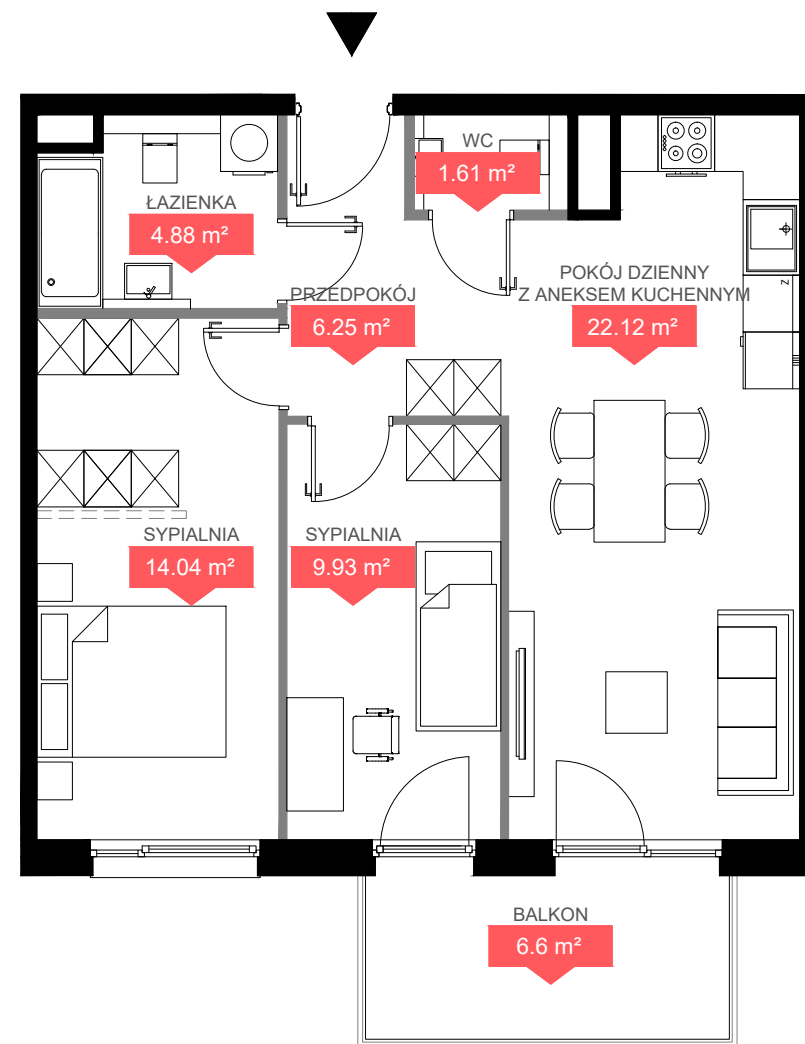 WC
1.61 m²
ŁAZIENKA
4.88 m²
PRZEDPOKÓJ
6.25 m²
POKÓJ DZIENNY
Z ANEKSEM KUCHENNYM
22.12 m²
Z
SYPIALNIA
14.04 m²
SYPIALNIA
9.93 m²
BALKON
6.6 m²